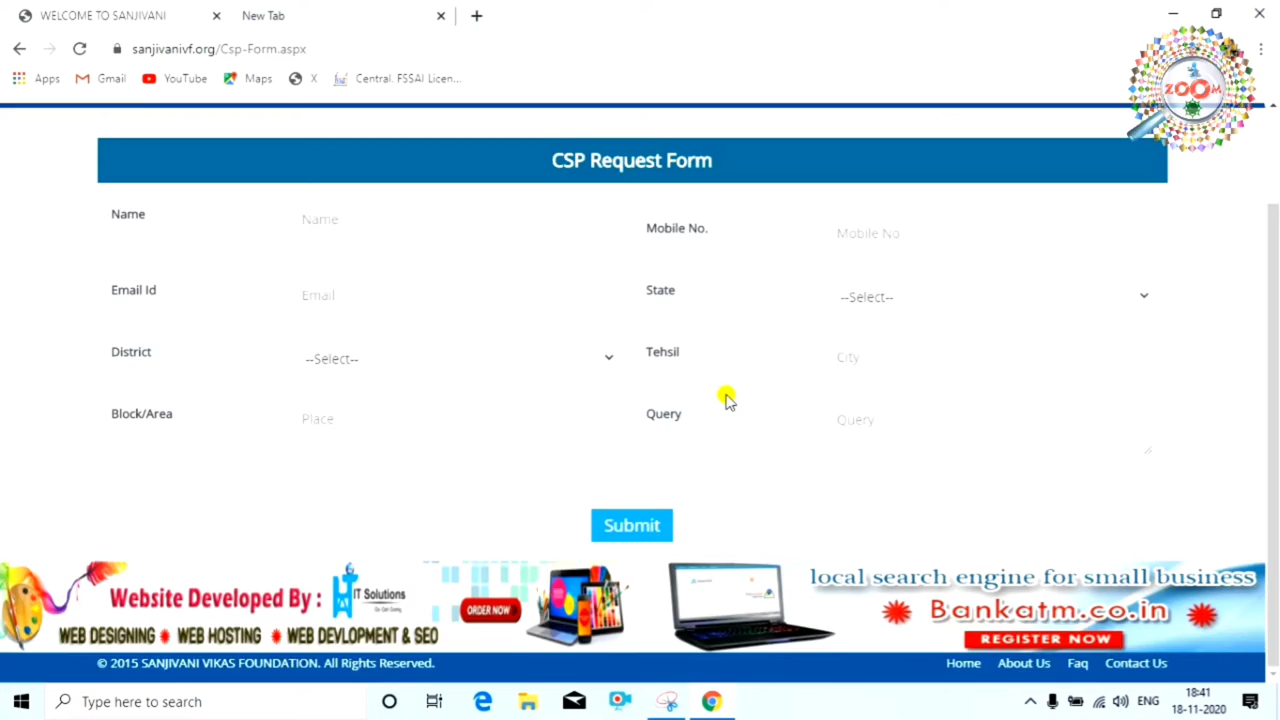 WELCOME TO SANJIVANI
New Tab
sanjivanivf.org/Csp-Form.aspx
Apps
Gmail
YouTube
Maps
X
Central. FSSAI Licen...
ZOOM
CSP Request Form
Name
Name
Mobile No.
Mobile No
Email Id
Email
State
--Select--
District
--Select--
Tehsil
City
Block/Area
Place
Query
Query
Submit
Website Developed By :
IT Solutions
ORDER NOW
WEB DESIGNING WEB HOSTING WEB DEVLOPMENT & SEO
local search engine for small business
Bankatm.co.in
REGISTER NOW
© 2015 SANJIVANI VIKAS FOUNDATION. All Rights Reserved.
Home
About Us
Faq
Contact Us
Type here to search
ENG
18:41
18-11-2020